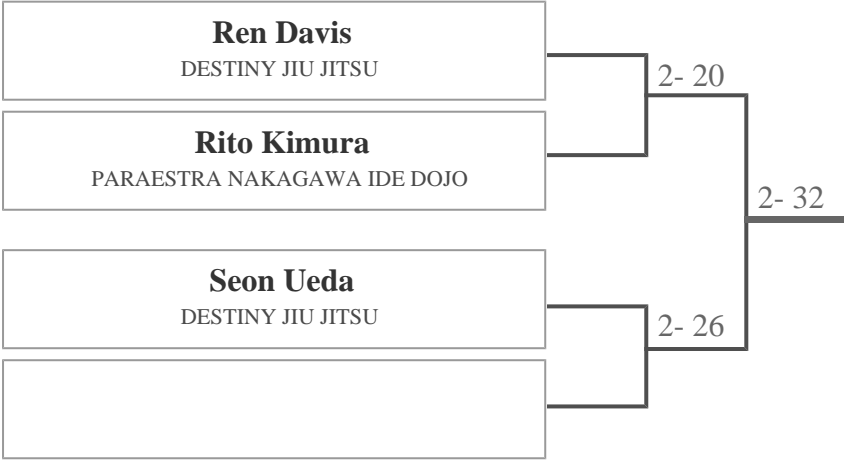 Ren Davis
DESTINY JIU JITSU
2- 20
Rito Kimura
PARAESTRA NAKAGAWA IDE DOJO
2- 32
Seon Ueda
DESTINY JIU JITSU
2- 26